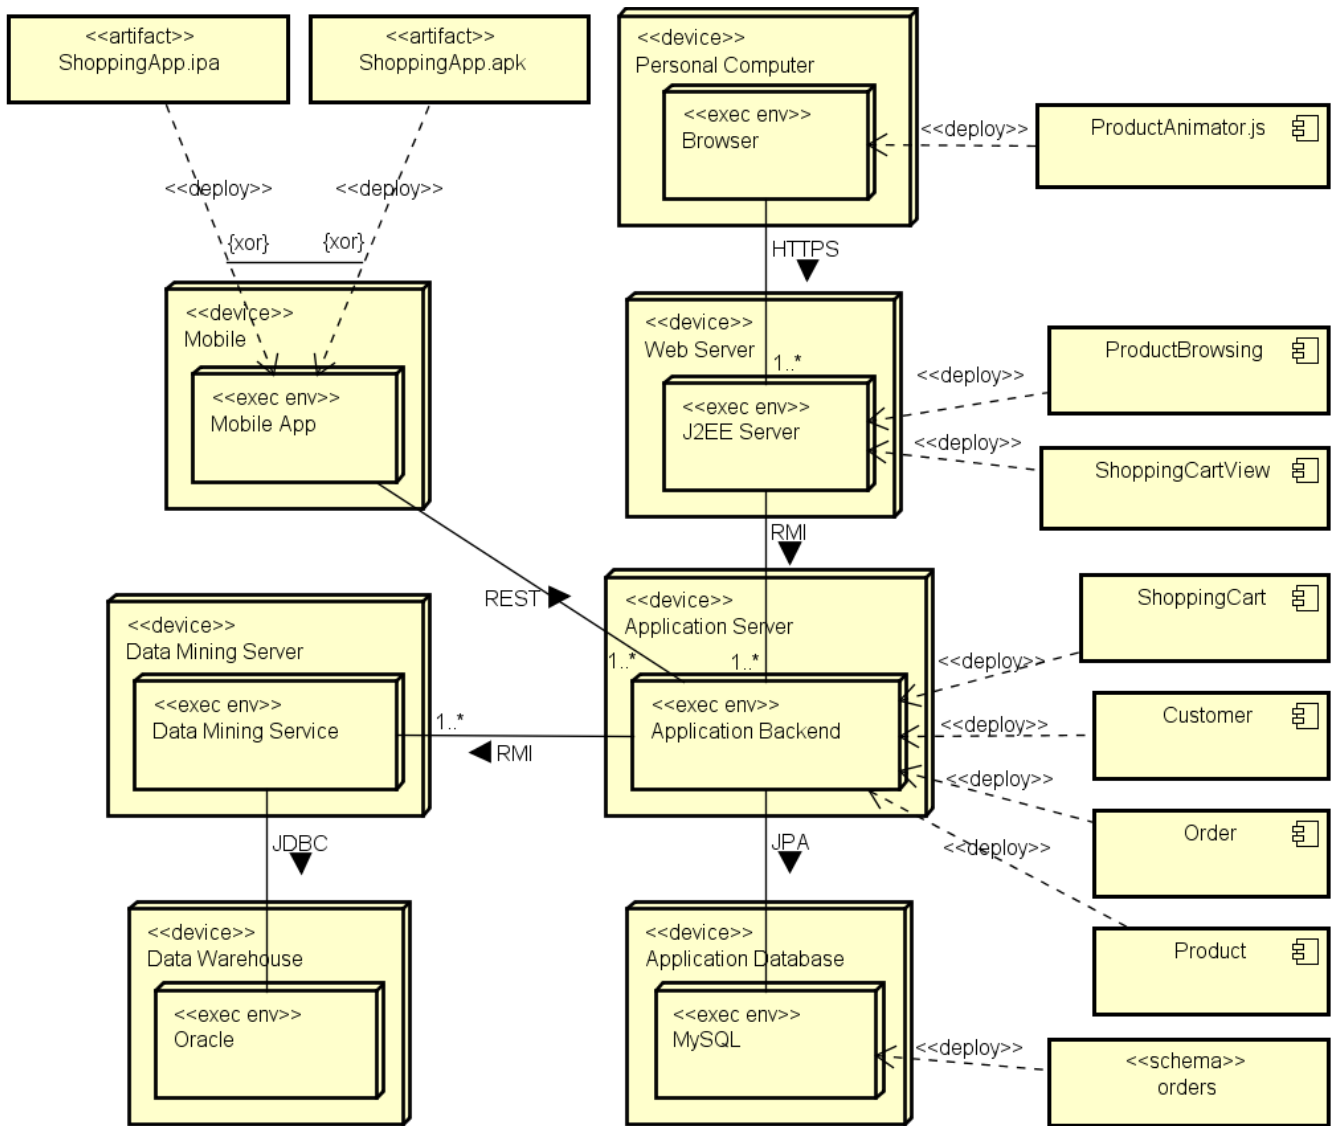 <<artifact>>
ShoppingApp.ipa
<<artifact>>
ShoppingApp.apk
<<device>>
Personal Computer
<<exec env>>
Browser
<<deploy>>
ProductAnimator.js
<<deploy>>
<<deploy>>
{xor}
{xor}
HTTPS
<<device>>
Mobile
<<exec env>>
Mobile App
<<device>>
Web Server
1..*
<<exec env>>
J2EE Server
<<deploy>>
ProductBrowsing
<<deploy>>
ShoppingCartView
RMI
REST
<<device>>
Application Server
1..*
1..*
<<exec env>>
Application Backend
<<deploy>>
ShoppingCart
<<deploy>>
Customer
<<deploy>>
Order
<<deploy>>
Product
<<device>>
Data Mining Server
<<exec env>>
Data Mining Service
1..*
RMI
JDBC
JPA
<<device>>
Data Warehouse
<<exec env>>
Oracle
<<device>>
Application Database
<<exec env>>
MySQL
<<deploy>>
<<schema>>
orders